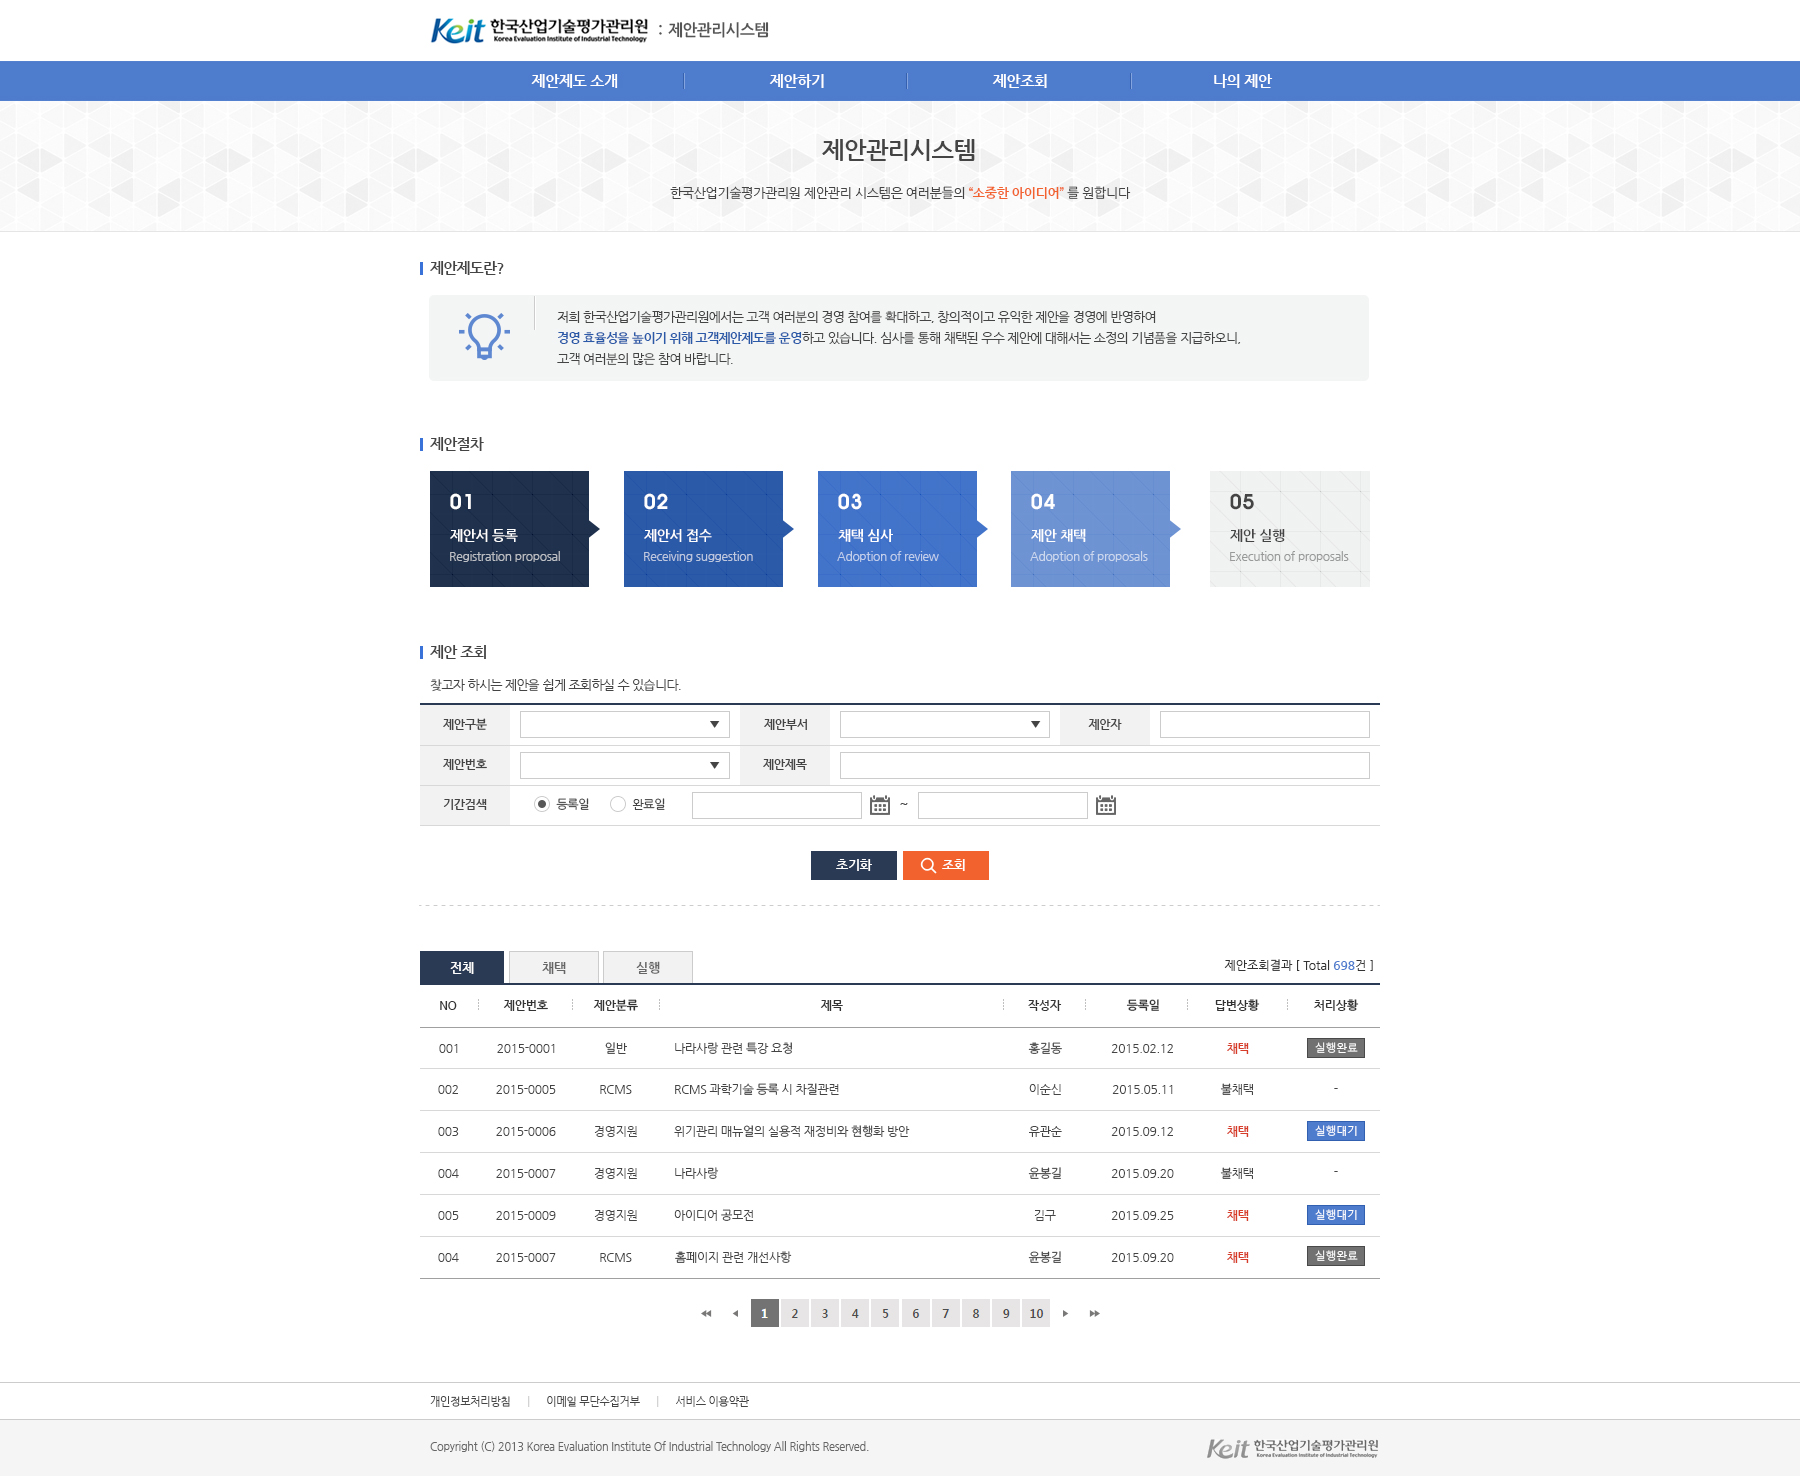 Keit 한국산업기술평가관리원 : 제안관리시스템
Korea Evaluation Institute of Industrial Technology
제안제도 소개 제안하기 제안조회 나의 제안
제안관리시스템
한국산업기술평가관리원 제안관리 시스템은 여러분들의 “소중한 아이디어” 를 원합니다
제안제도란?
저희 한국산업기술평가관리원에서는 고객 여러분의 경영 참여를 확대하고, 창의적이고 유익한 제안을 경영에 반영하여
경영 효율성을 높이기 위해 고객제안제도를 운영하고 있습니다. 심사를 통해 채택된 우수 제안에 대해서는 소정의 기념품을 지급하오니,
고객 여러분의 많은 참여 바랍니다.
제안절차
01 02 03 04 05
제안서 등록 제안서 접수 채택 심사 제안 채택 제안 실행
Registration proposal Receiving suggestion Adoption of review Adoption of proposals Execution of proposals
제안 조회
찾고자 하시는 제안을 쉽게 조회하실 수 있습니다.
제안구분 제안부서 제안자
제안번호 제안제목
기간검색 등록일 완료일 ~
초기화 조회
전체 채택 실행 제안조회결과 [ Total 698건 ]
NO 제안번호 제안분류 제목 작성자 등록일 답변상황 처리상황
001 2015-0001 일반 나라사랑 관련 특강 요청 홍길동 2015.02.12 채택 실행완료
002 2015-0005 RCMS RCMS 과학기술 등록 시 차질관련 이순신 2015.05.11 불채택 -
003 2015-0006 경영지원 위기관리 매뉴얼의 실용적 재정비와 현행화 방안 유관순 2015.09.12 채택 실행대기
004 2015-0007 경영지원 나라사랑 윤봉길 2015.09.20 불채택 -
005 2015-0009 경영지원 아이디어 공모전 김구 2015.09.25 채택 실행대기
004 2015-0007 RCMS 홈페이지 관련 개선사항 윤봉길 2015.09.20 채택 실행완료
1 2 3 4 5 6 7 8 9 10
개인정보처리방침 | 이메일 무단수집거부 | 서비스 이용약관
Copyright (C) 2013 Korea Evaluation Institute Of Industrial Technology All Rights Reserved.
Keit 한국산업기술평가관리원
Korea Evaluation Institute of Industrial Technology